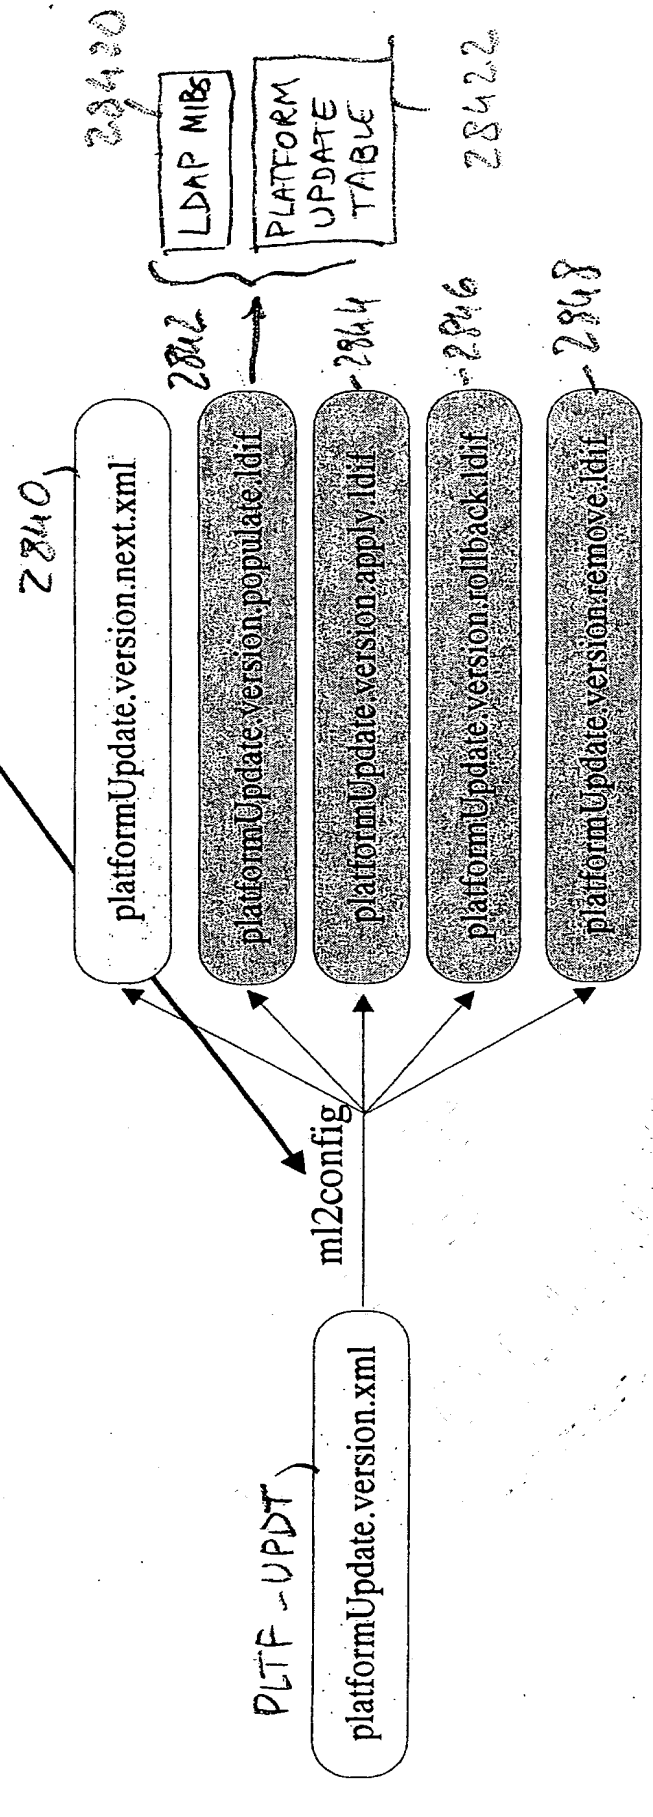 PLTF-UPDT
platformUpdate.version.xml
ml2config
2840
platformUpdate.version.next.xml
2842
platformUpdate.version.populate.ldif
platformUpdate.version.apply.ldif
2844
platformUpdate.version.rollback.ldif
2846
platformUpdate.version.remove.ldif
2848
28420
LDAP MIBs
PLATFORM
UPDATE
TABLE
28422